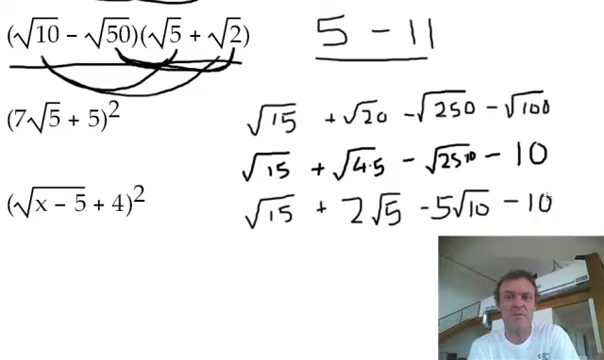 (√10 − √50)(√5 + √2) 5 − 11
(7√5 + 5)² √15 + √20 − √250 − √100
√15 + √4·5 − √25·10 − 10
(√x − 5 + 4)² √15 + 2√5 − 5√10 − 10